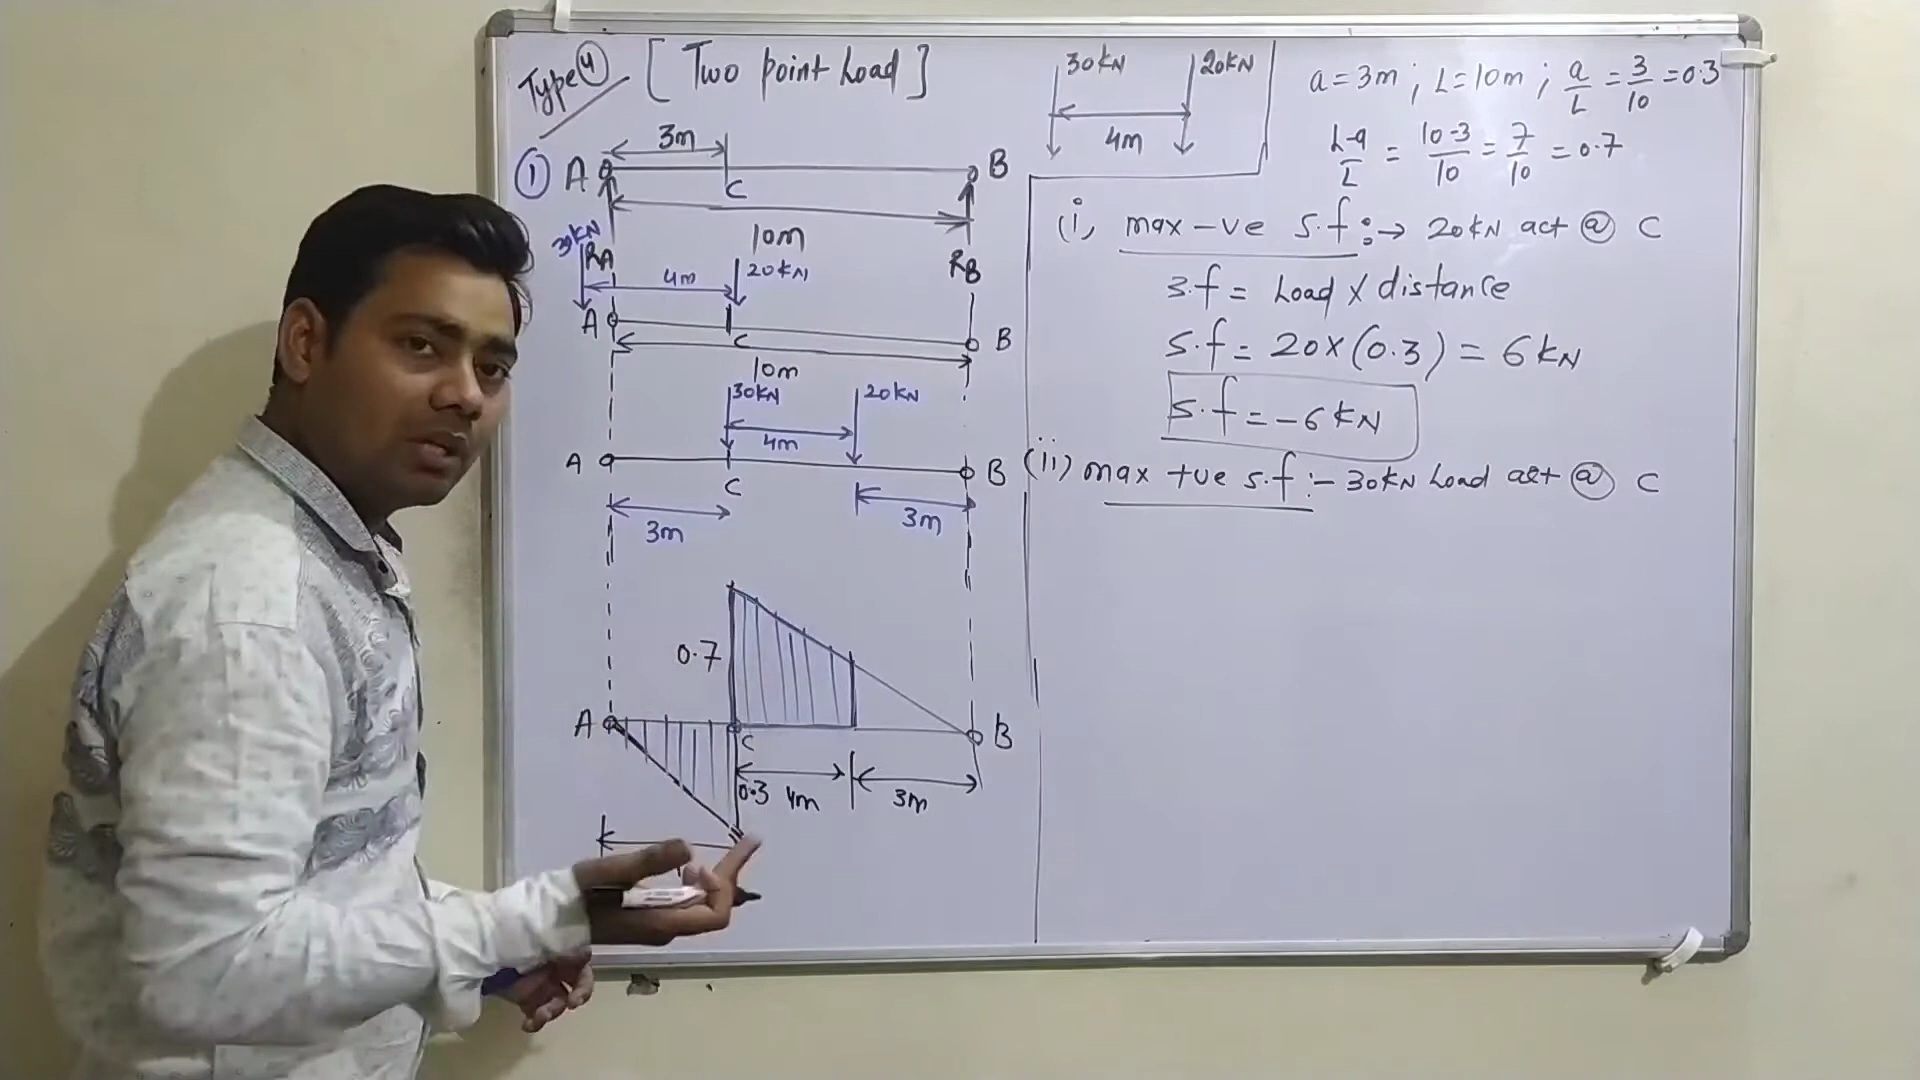 Type ④ [ Two point Load ]
30KN 20KN
4m
a = 3m ; L = 10m ; a/L = 3/10 = 0.3
L-a/L = 10-3/10 = 7/10 = 0.7
① A 3m C B
10m
RA RB
30KN 4m 20KN
A C B
10m
30KN 20KN
4m
A C B
3m 3m
0.7
A C B
0.3 4m 3m
(i) max -ve S.f :→ 20KN act @ C
S.f = Load X distance
S.f = 20 X (0.3) = 6 KN
S.f = -6 KN
(ii) max +ve S.f :- 30KN Load act @ C